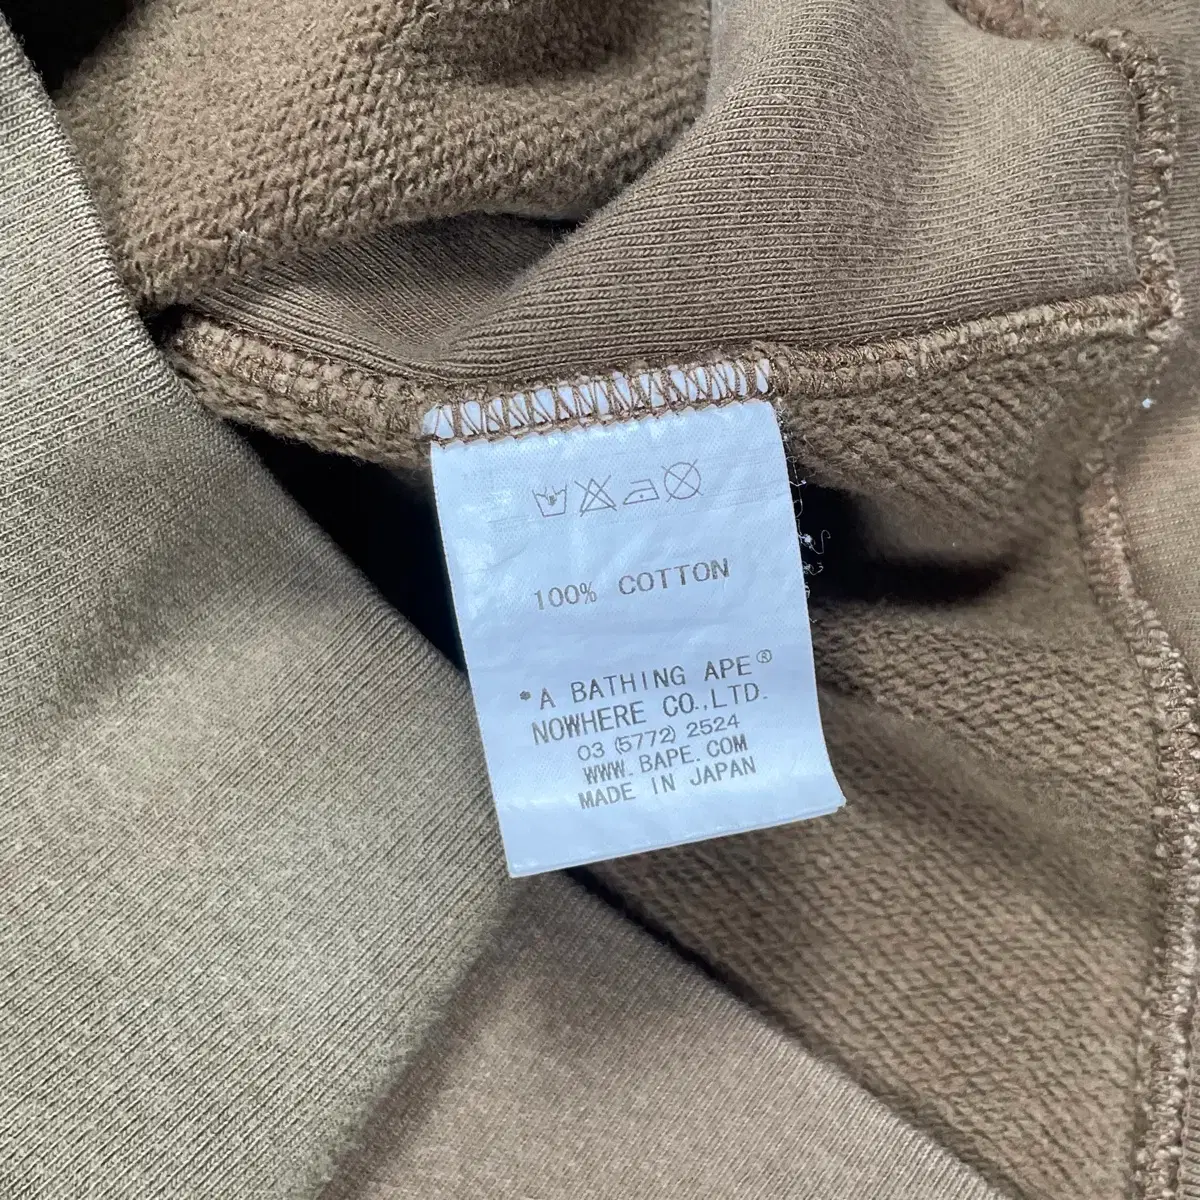 100% COTTON
*A BATHING APE®
NOWHERE CO.,LTD.
03 (5772) 2524
WWW. BAPE. COM
MADE IN JAPAN